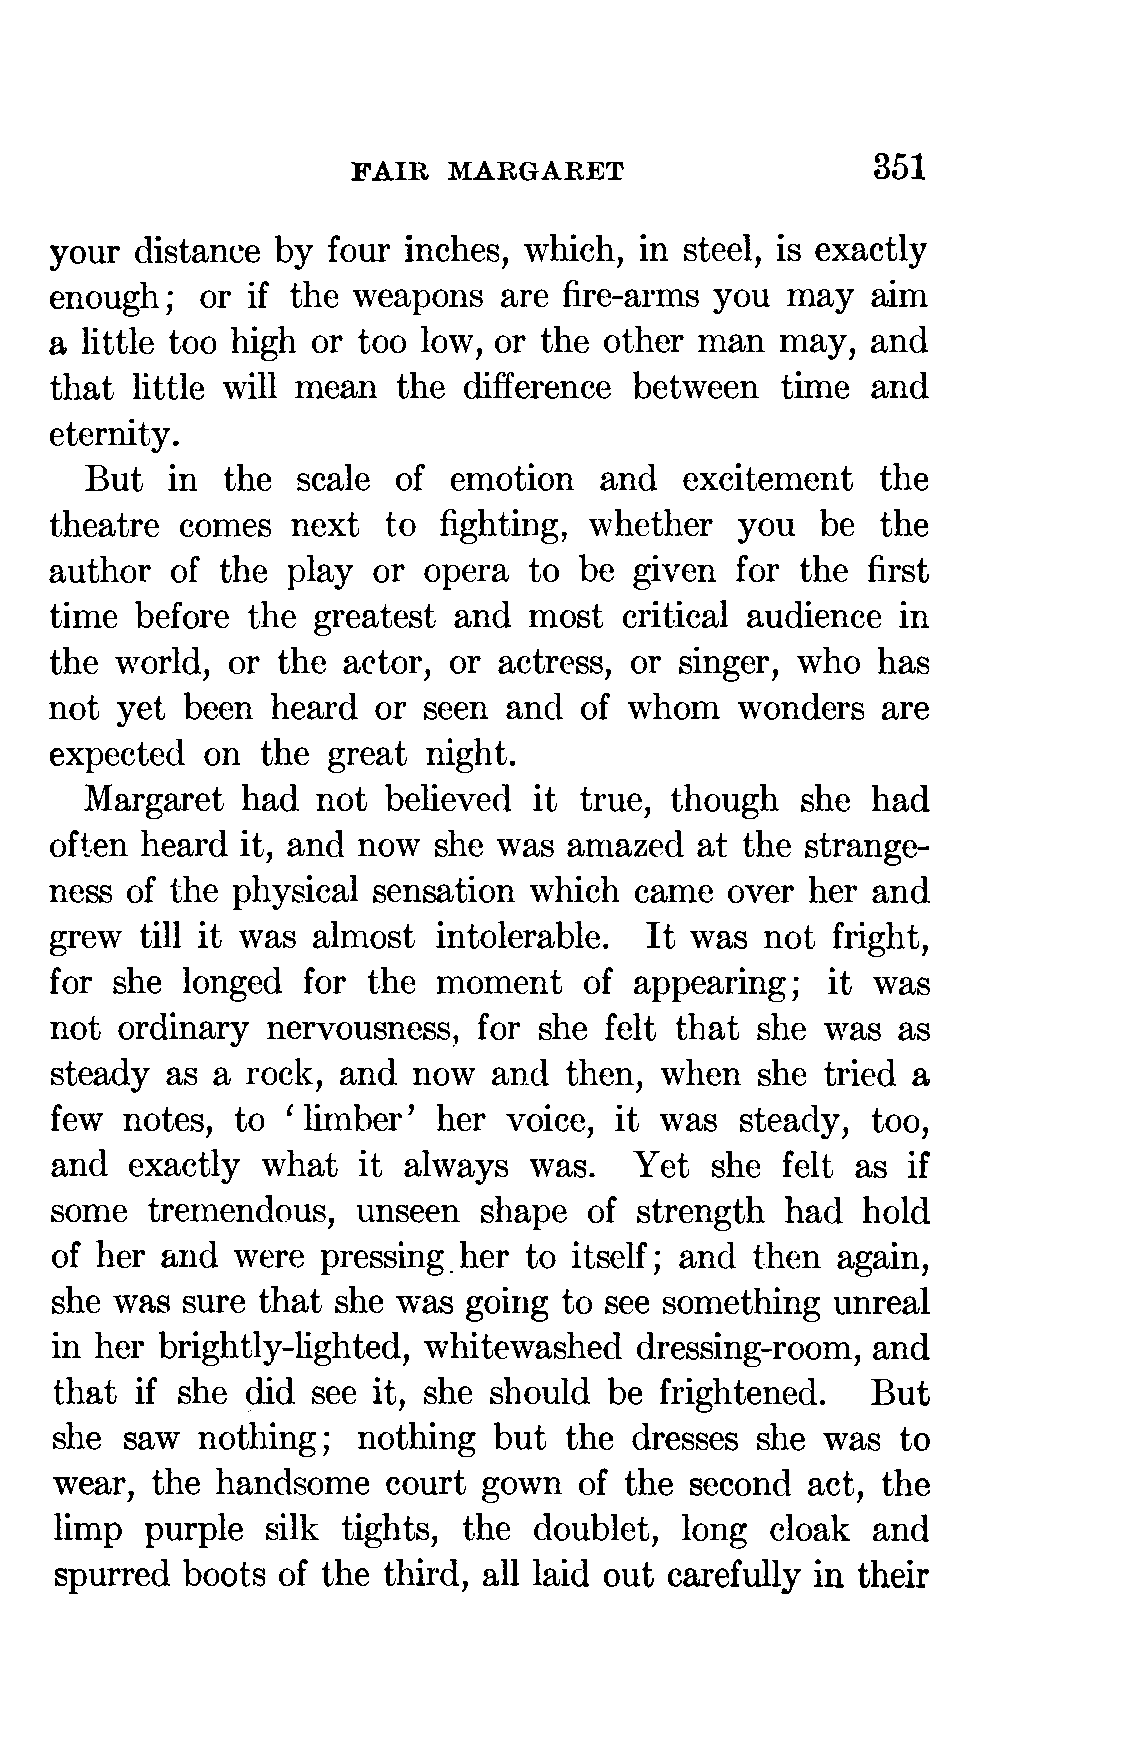 FAIR MARGARET 351
your distance by four inches, which, in steel, is exactly
enough; or if the weapons are fire-arms you may aim
a little too high or too low, or the other man may, and
that little will mean the difference between time and
eternity.
But in the scale of emotion and excitement the
theatre comes next to fighting, whether you be the
author of the play or opera to be given for the first
time before the greatest and most critical audience in
the world, or the actor, or actress, or singer, who has
not yet been heard or seen and of whom wonders are
expected on the great night.
Margaret had not believed it true, though she had
often heard it, and now she was amazed at the strange-
ness of the physical sensation which came over her and
grew till it was almost intolerable. It was not fright,
for she longed for the moment of appearing; it was
not ordinary nervousness, for she felt that she was as
steady as a rock, and now and then, when she tried a
few notes, to ‘limber’ her voice, it was steady, too,
and exactly what it always was. Yet she felt as if
some tremendous, unseen shape of strength had hold
of her and were pressing her to itself; and then again,
she was sure that she was going to see something unreal
in her brightly-lighted, whitewashed dressing-room, and
that if she did see it, she should be frightened. But
she saw nothing; nothing but the dresses she was to
wear, the handsome court gown of the second act, the
limp purple silk tights, the doublet, long cloak and
spurred boots of the third, all laid out carefully in their